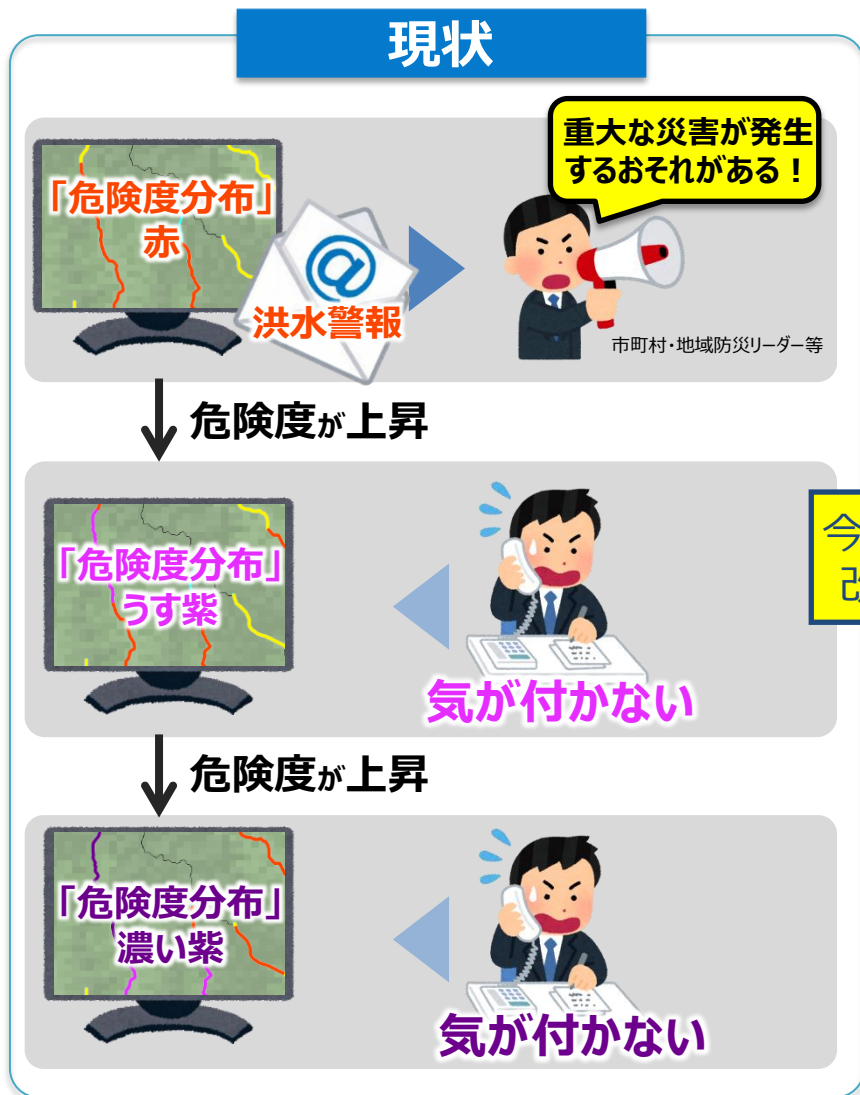 現状
重大な災害が発生
するおそれがある！
「危険度分布」
赤
@
洪水警報
市町村・地域防災リーダー等
危険度が上昇
「危険度分布」
うす紫
気が付かない
今
改
危険度が上昇
「危険度分布」
濃い紫
気が付かない